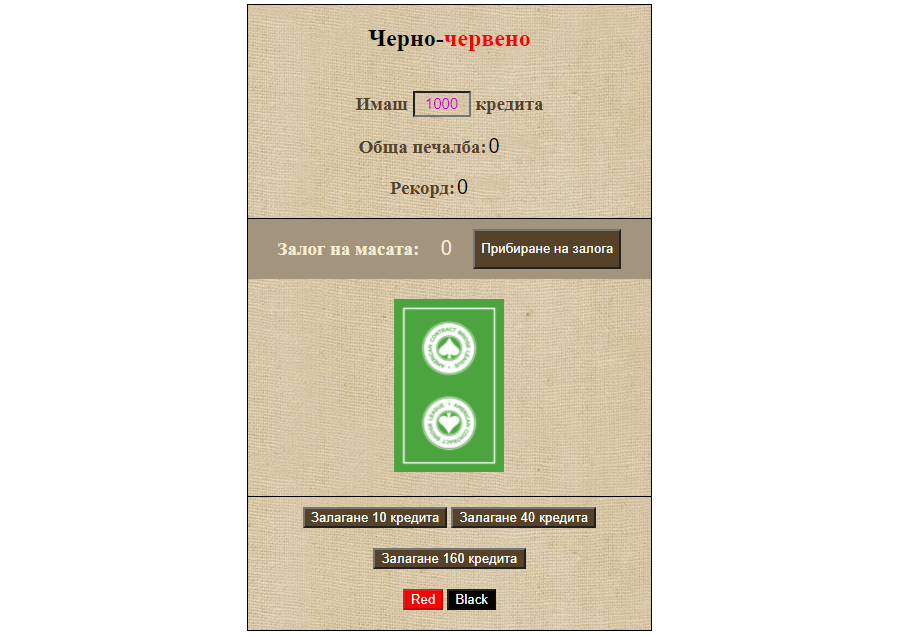 Черно-червено
Имаш 1000 кредита
Обща печалба: 0
Рекорд: 0
Залог на масата: 0 Прибиране на залога
AMERICAN CONTRACT BRIDGE LEAGUE
AMERICAN CONTRACT BRIDGE LEAGUE
Залагане 10 кредита Залагане 40 кредита
Залагане 160 кредита
Red Black